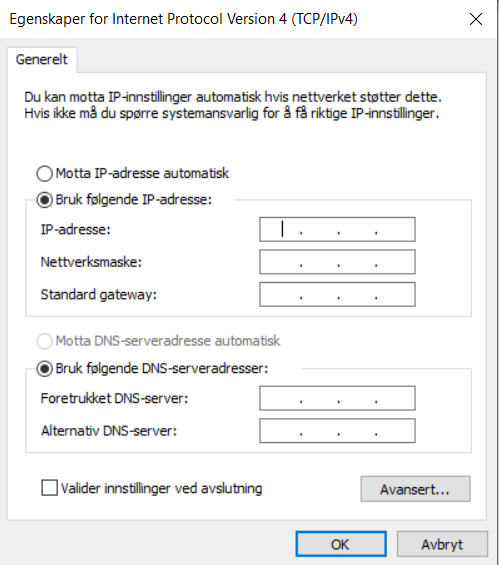 Egenskaper for Internet Protocol Version 4 (TCP/IPv4)
Generelt
Du kan motta IP-innstillinger automatisk hvis nettverket støtter dette.
Hvis ikke må du spørre systemansvarlig for å få riktige IP-innstillinger.
Motta IP-adresse automatisk
Bruk følgende IP-adresse:
IP-adresse:
Nettverksmaske:
Standard gateway:
Motta DNS-serveradresse automatisk
Bruk følgende DNS-serveradresser:
Foretrukket DNS-server:
Alternativ DNS-server:
Valider innstillinger ved avslutning
Avansert...
OK
Avbryt